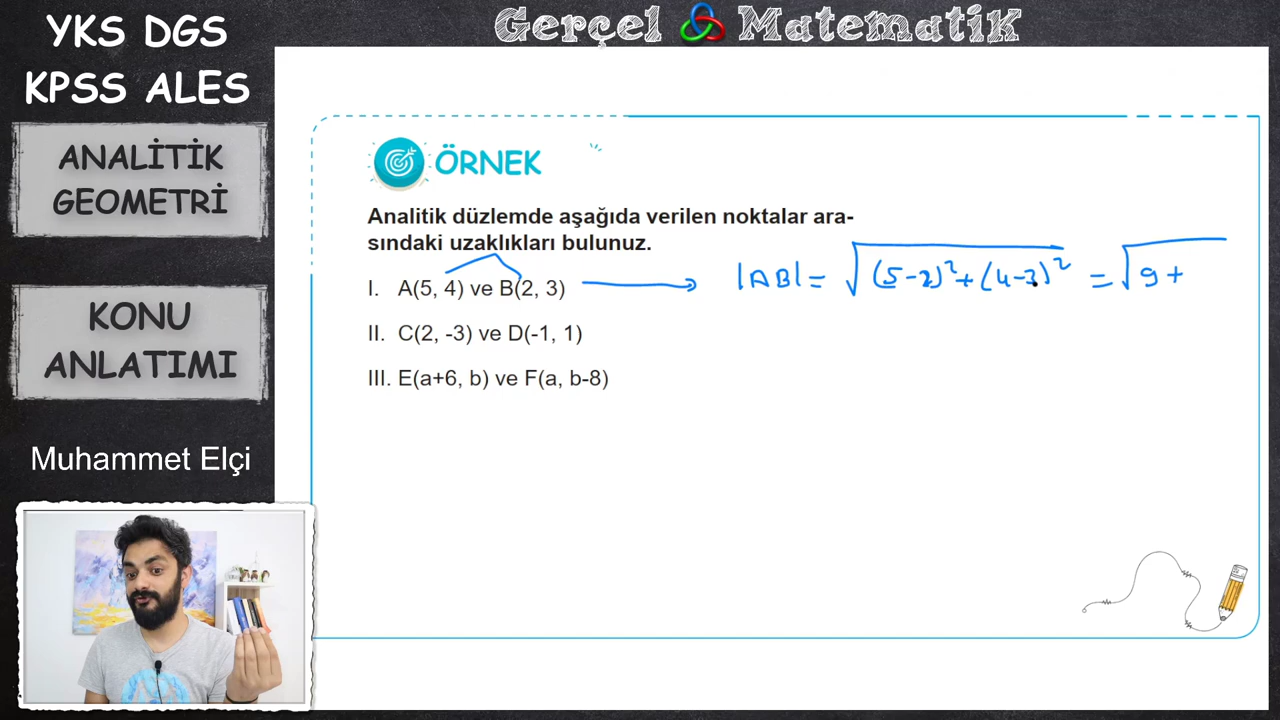 YKS DGS
KPSS ALES
Gerçel Matematik
ANALİTİK
GEOMETRİ
KONU
ANLATIMI
Muhammet Elçi
ÖRNEK
Analitik düzlemde aşağıda verilen noktalar ara-
sındaki uzaklıkları bulunuz.
I. A(5, 4) ve B(2, 3) → |AB| = √((5-2)²+(4-3)²) = √(9+
II. C(2, -3) ve D(-1, 1)
III. E(a+6, b) ve F(a, b-8)